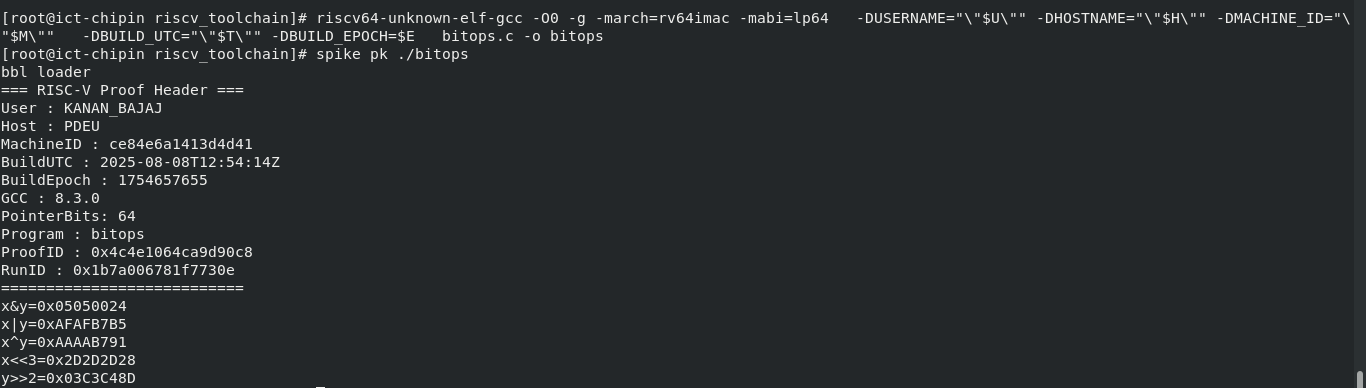 [root@ict-chipin riscv_toolchain]# riscv64-unknown-elf-gcc -O0 -g -march=rv64imac -mabi=lp64   -DUSERNAME="\"$U\"" -DHOSTNAME="\"$H\"" -DMACHINE_ID="\
"$M\""   -DBUILD_UTC="\"$T\"" -DBUILD_EPOCH=$E   bitops.c -o bitops
[root@ict-chipin riscv_toolchain]# spike pk ./bitops
bbl loader
=== RISC-V Proof Header ===
User : KANAN_BAJAJ
Host : PDEU
MachineID : ce84e6a1413d4d41
BuildUTC : 2025-08-08T12:54:14Z
BuildEpoch : 1754657655
GCC : 8.3.0
PointerBits: 64
Program : bitops
ProofID : 0x4c4e1064ca9d90c8
RunID : 0x1b7a006781f7730e
===========================
x&y=0x05050024
x|y=0xAFAFB7B5
x^y=0xAAAAB791
x<<3=0x2D2D2D28
y>>2=0x03C3C48D